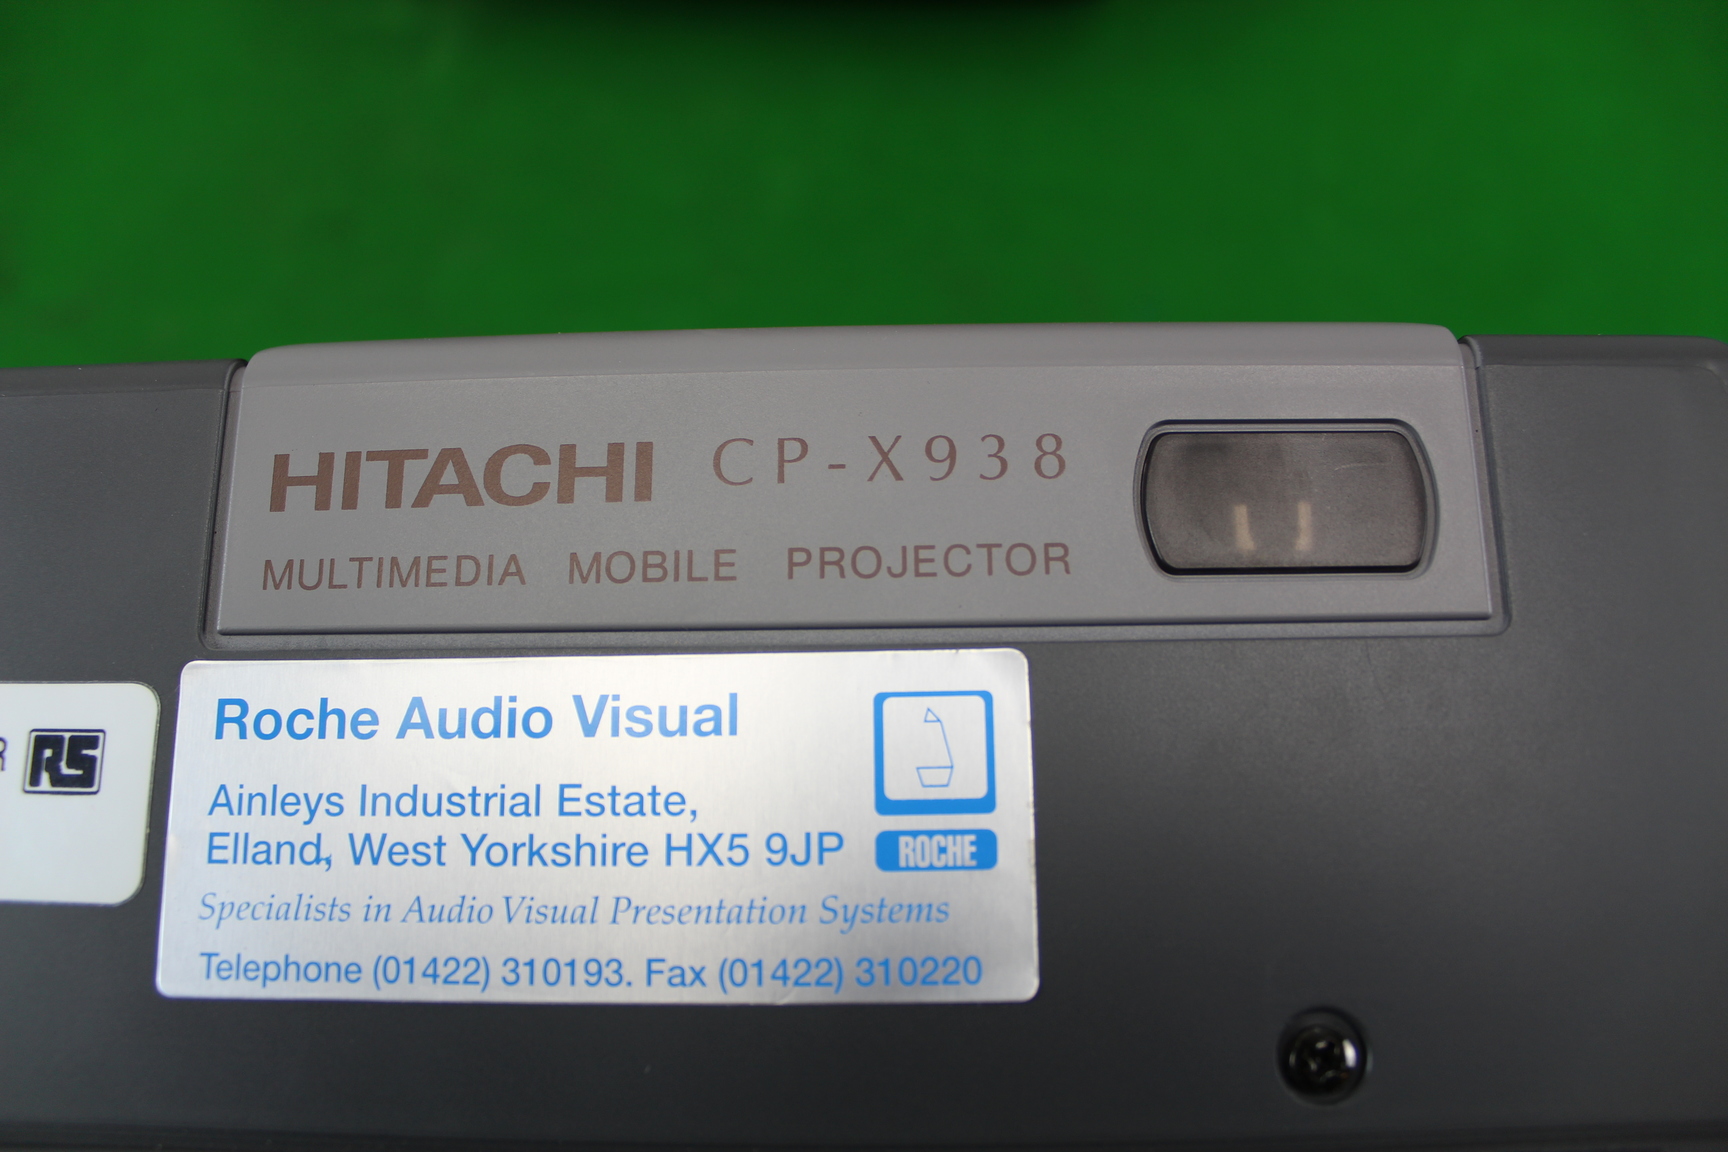 HITACHI CP-X938
MULTIMEDIA MOBILE PROJECTOR
Roche Audio Visual
Ainleys Industrial Estate,
Elland, West Yorkshire HX5 9JP
ROCHE
Specialists in Audio Visual Presentation Systems
Telephone (01422) 310193. Fax (01422) 310220
R RS